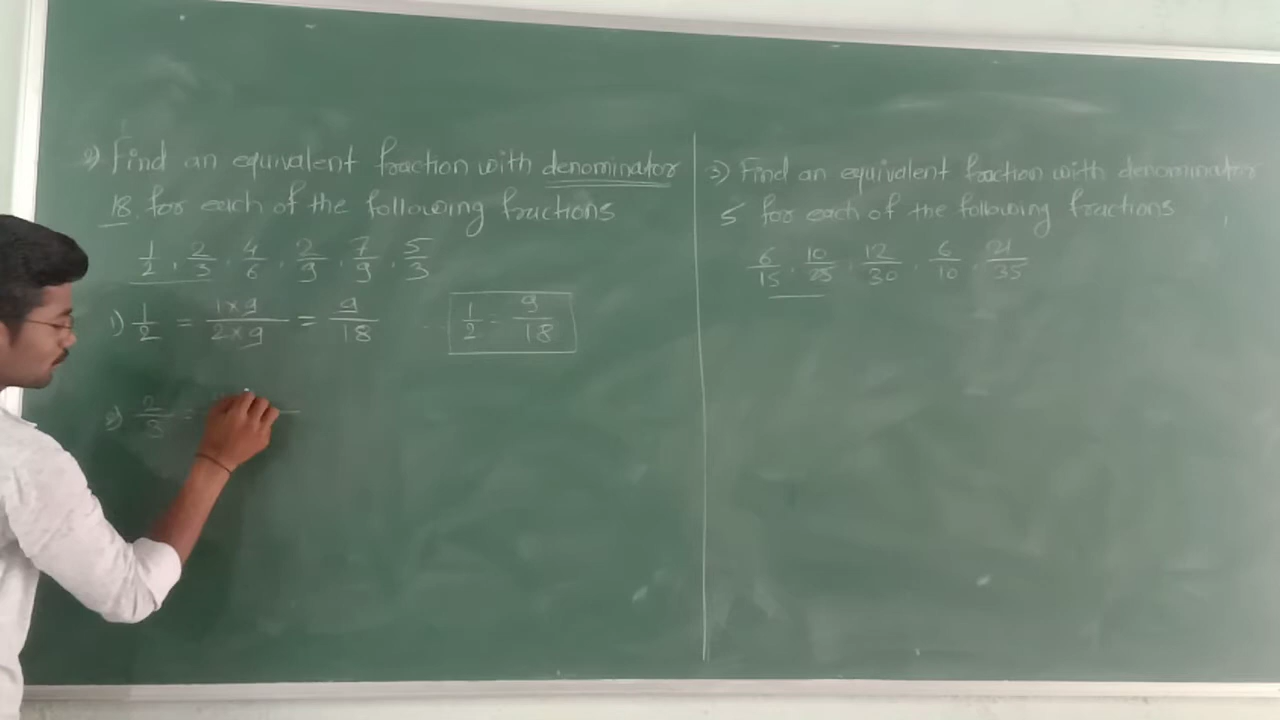 2) Find an equivalent fraction with denominator
18. for each of the following fractions
1/2, 2/3, 4/6, 2/9, 7/9, 5/3
1) 1/2 = 1×9/2×9 = 9/18 1/2 = 9/18
2) 2/3 =
3) Find an equivalent fraction with denominator
5 for each of the following fractions
6/15, 10/25, 12/30, 6/10, 21/35